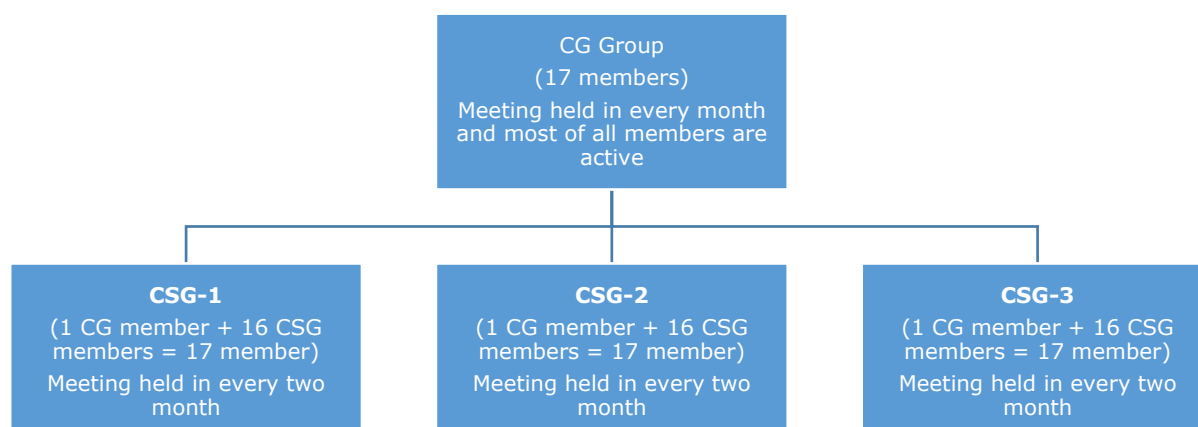 CG Group
(17 members)
Meeting held in every month
and most of all members are
active
CSG-1
(1 CG member + 16 CSG
members = 17 member)
Meeting held in every two
month
CSG-2
(1 CG member + 16 CSG
members = 17 member)
Meeting held in every two
month
CSG-3
(1 CG member + 16 CSG
members = 17 member)
Meeting held in every two
month